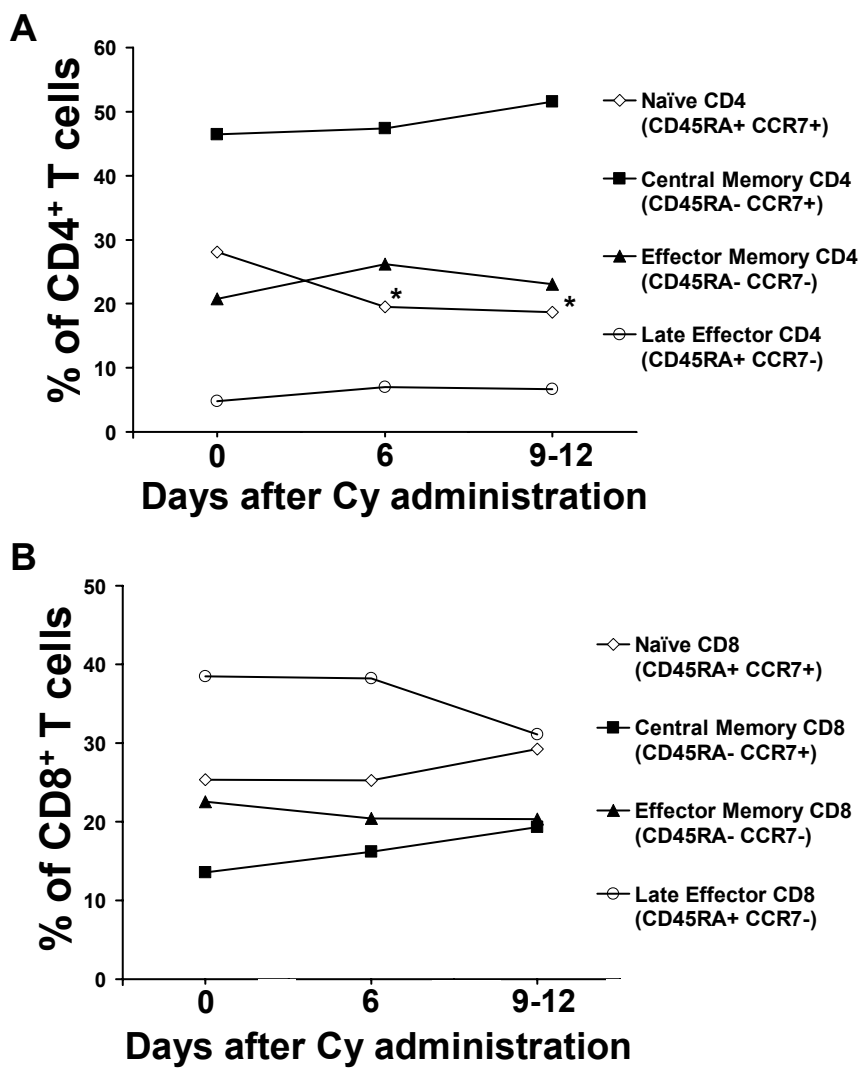 A
% of CD4+ T cells
60
50
40
30
20
10
0
*
*
0 6 9-12
Days after Cy administration
Naïve CD4
(CD45RA+ CCR7+)
Central Memory CD4
(CD45RA- CCR7+)
Effector Memory CD4
(CD45RA- CCR7-)
Late Effector CD4
(CD45RA+ CCR7-)
B
% of CD8+ T cells
50
40
30
20
10
0
0 6 9-12
Days after Cy administration
Naïve CD8
(CD45RA+ CCR7+)
Central Memory CD8
(CD45RA- CCR7+)
Effector Memory CD8
(CD45RA- CCR7-)
Late Effector CD8
(CD45RA+ CCR7-)